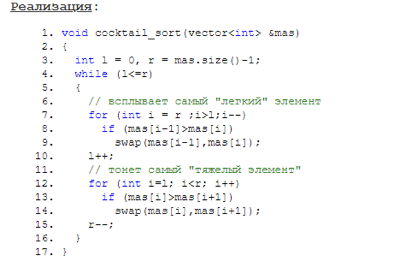 Реализация:
1. void cocktail_sort(vector<int> &mas)
2. {
3. int l = 0, r = mas.size()-1;
4. while (l<=r)
5. {
6. // всплывает самый "легкий" элемент
7. for (int i = r ;i>l;i--)
8. if (mas[i-1]>mas[i])
9. swap(mas[i-1],mas[i]);
10. l++;
11. // тонет самый "тяжелый элемент"
12. for (int i=l; i<r; i++)
13. if (mas[i]>mas[i+1])
14. swap(mas[i],mas[i+1]);
15. r--;
16. }
17. }